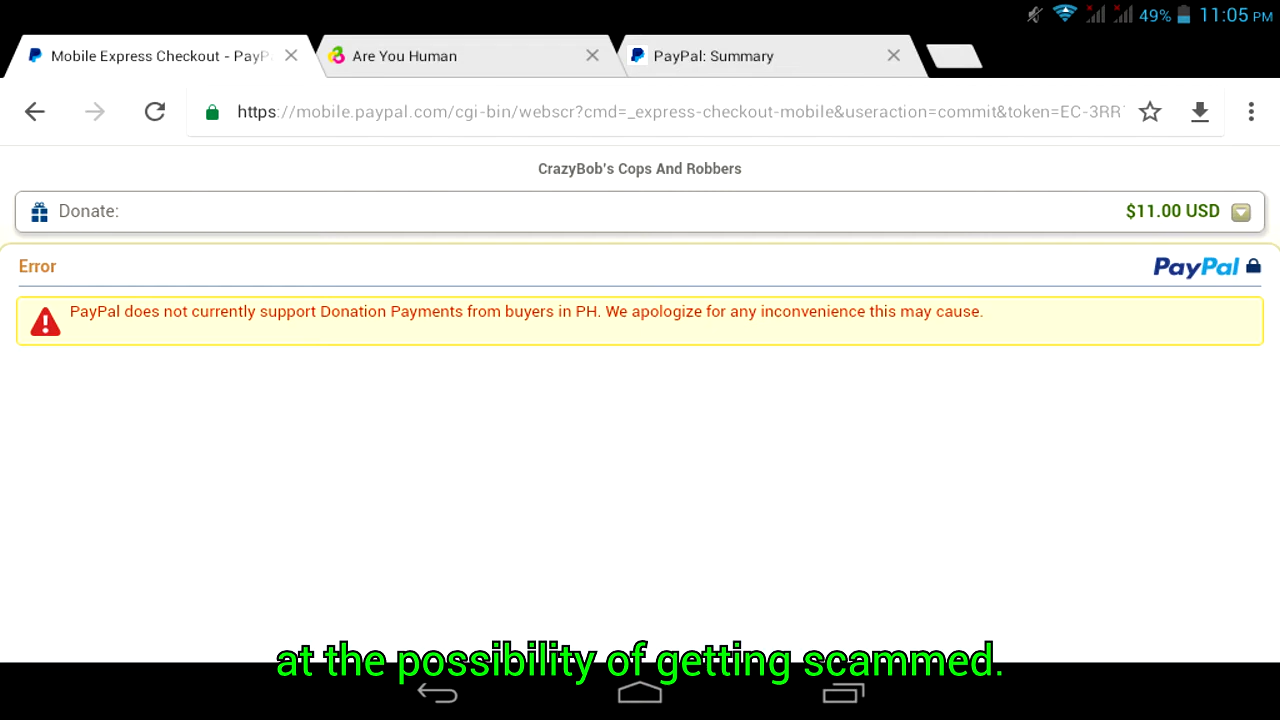 49% 11:05 PM
Mobile Express Checkout - PayP
Are You Human
PayPal: Summary
https://mobile.paypal.com/cgi-bin/webscr?cmd=_express-checkout-mobile&useraction=commit&token=EC-3RR
CrazyBob's Cops And Robbers
Donate: $11.00 USD
Error PayPal
PayPal does not currently support Donation Payments from buyers in PH. We apologize for any inconvenience this may cause.
at the possibility of getting scammed.